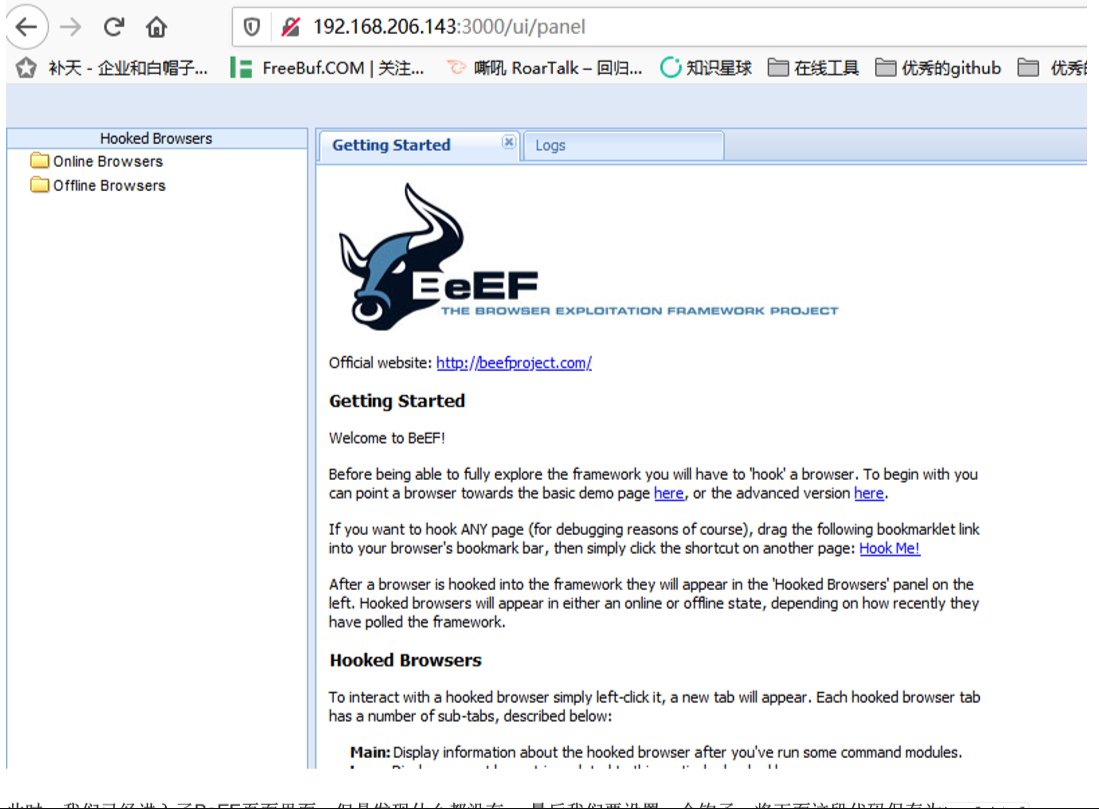 192.168.206.143:3000/ui/panel
补天 - 企业和白帽子... FreeBuf.COM | 关注... 嘶吼 RoarTalk – 回归... 知识星球 在线工具 优秀的github 优秀
Hooked Browsers
Online Browsers
Offline Browsers
Getting Started Logs
BeEF
THE BROWSER EXPLOITATION FRAMEWORK PROJECT
Official website: http://beefproject.com/
Getting Started
Welcome to BeEF!
Before being able to fully explore the framework you will have to 'hook' a browser. To begin with you
can point a browser towards the basic demo page here, or the advanced version here.
If you want to hook ANY page (for debugging reasons of course), drag the following bookmarklet link
into your browser's bookmark bar, then simply click the shortcut on another page: Hook Me!
After a browser is hooked into the framework they will appear in the 'Hooked Browsers' panel on the
left. Hooked browsers will appear in either an online or offline state, depending on how recently they
have polled the framework.
Hooked Browsers
To interact with a hooked browser simply left-click it, a new tab will appear. Each hooked browser tab
has a number of sub-tabs, described below:
Main: Display information about the hooked browser after you've run some command modules.